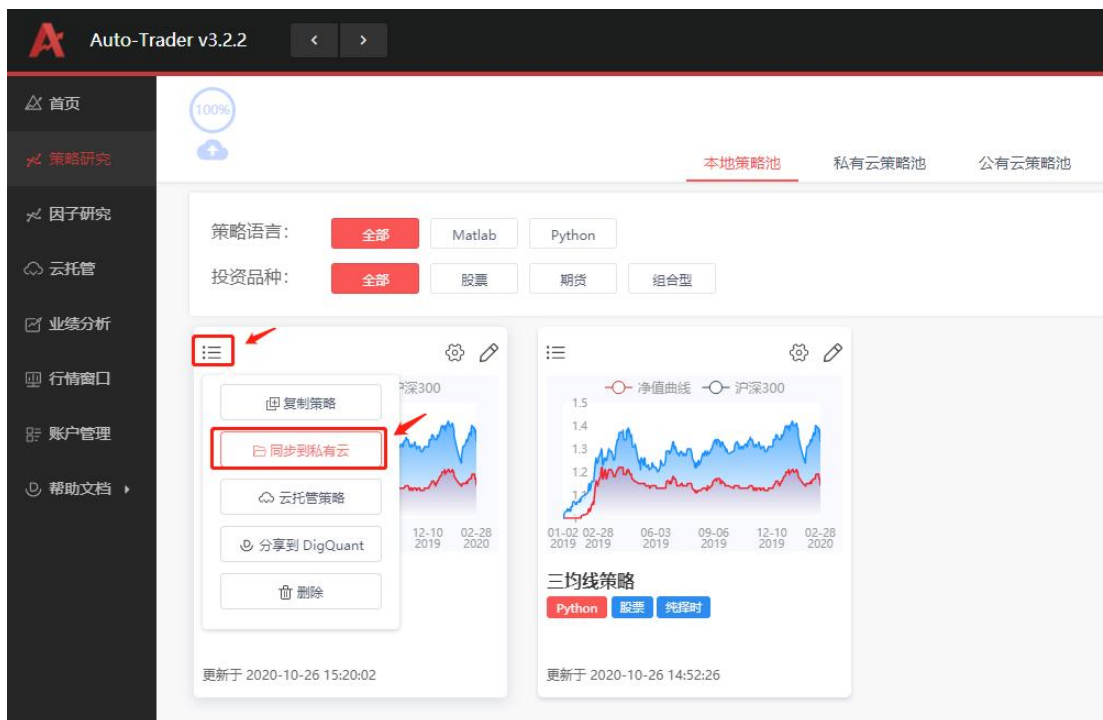 Auto-Trader v3.2.2
首页
策略研究
因子研究
云托管
业绩分析
行情窗口
账户管理
帮助文档
100%
本地策略池 私有云策略池 公有云策略池
策略语言: 全部 Matlab Python
投资品种: 全部 股票 期货 组合型
沪深300
复制策略
同步到私有云
云托管策略
分享到 DigQuant
删除
12-10 02-28
2019 2020
更新于 2020-10-26 15:20:02
净值曲线 沪深300
1.5
1.4
1.3
1.2
1.1
01-02 02-28 06-03 09-06 12-10 02-28
2019 2019 2019 2019 2019 2020
三均线策略
Python 股票 纯择时
更新于 2020-10-26 14:52:26